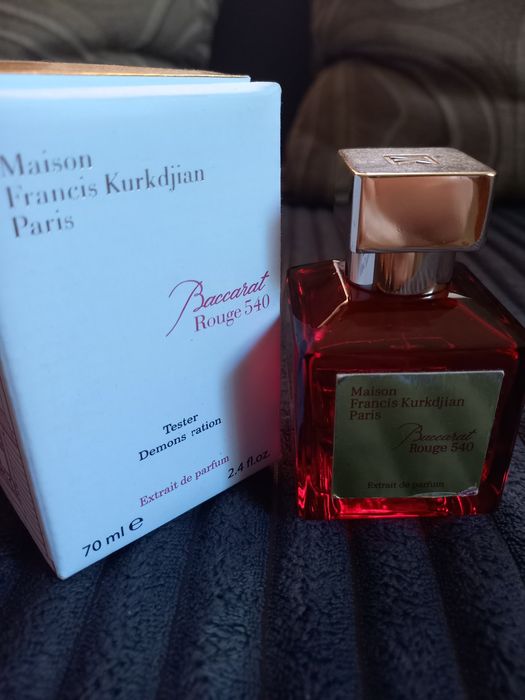 Maison
Francis Kurkdjian
Paris
Baccarat
Rouge 540
Tester
Demons ration
Extrait de parfum
70 ml e 2.4 fl.oz.
Maison
Francis Kurkdjian
Paris
Baccarat
Rouge 540
Extrait de parfum